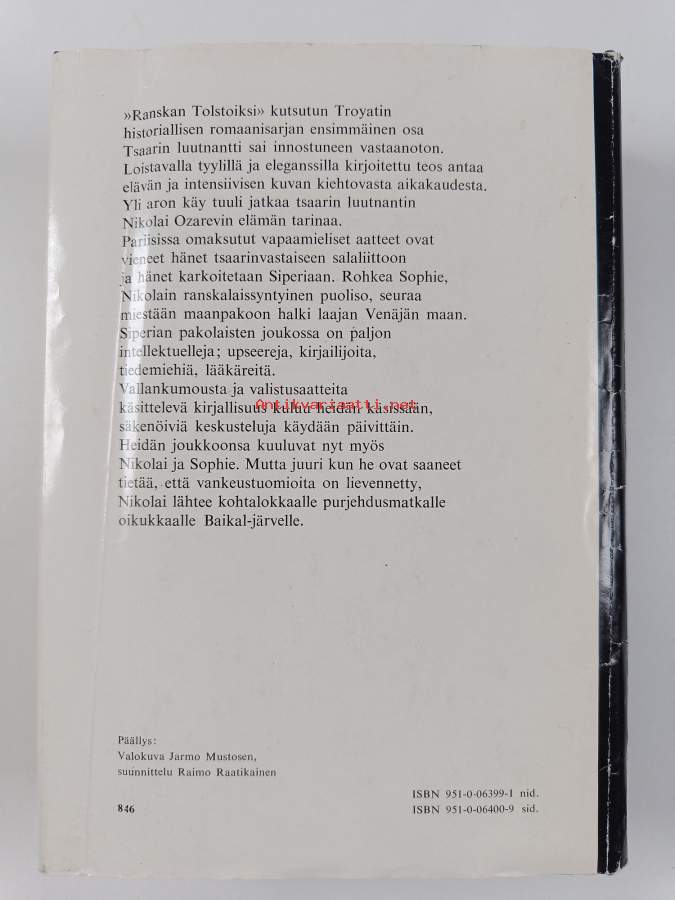 »Ranskan Tolstoiksi» kutsutun Troyatin
historiallisen romaanisarjan ensimmäinen osa
Tsaarin luutnantti sai innostuneen vastaanoton.
Loistavalla tyylillä ja eleganssilla kirjoitettu teos antaa
elävän ja intensiivisen kuvan kiehtovasta aikakaudesta.
Yli aron käy tuuli jatkaa tsaarin luutnantin
Nikolai Ozarevin elämän tarinaa.
Pariisissa omaksutut vapaamieliset aatteet ovat
vieneet hänet tsaarinvastaiseen salaliittoon
ja hänet karkoitetaan Siperiaan. Rohkea Sophie,
Nikolain ranskalaissyntyinen puoliso, seuraa
miestään maanpakoon halki laajan Venäjän maan.
Siperian pakolaisten joukossa on paljon
intellektuelleja; upseereja, kirjailijoita,
tiedemiehiä, lääkäreitä.
Vallankumousta ja valistusaatteita
Antikvariaatti.net
käsittelevä kirjallisuus kuluu heidän käsissään,
säkenöiviä keskusteluja käydään päivittäin.
Heidän joukkoonsa kuuluvat nyt myös
Nikolai ja Sophie. Mutta juuri kun he ovat saaneet
tietää, että vankeustuomioita on lievennetty,
Nikolai lähtee kohtalokkaalle purjehdusmatkalle
oikukkaalle Baikal-järvelle.
Päällys:
Valokuva Jarmo Mustosen,
suunnittelu Raimo Raatikainen
ISBN 951-0-06399-1 nid.
846 ISBN 951-0-06400-9 sid.